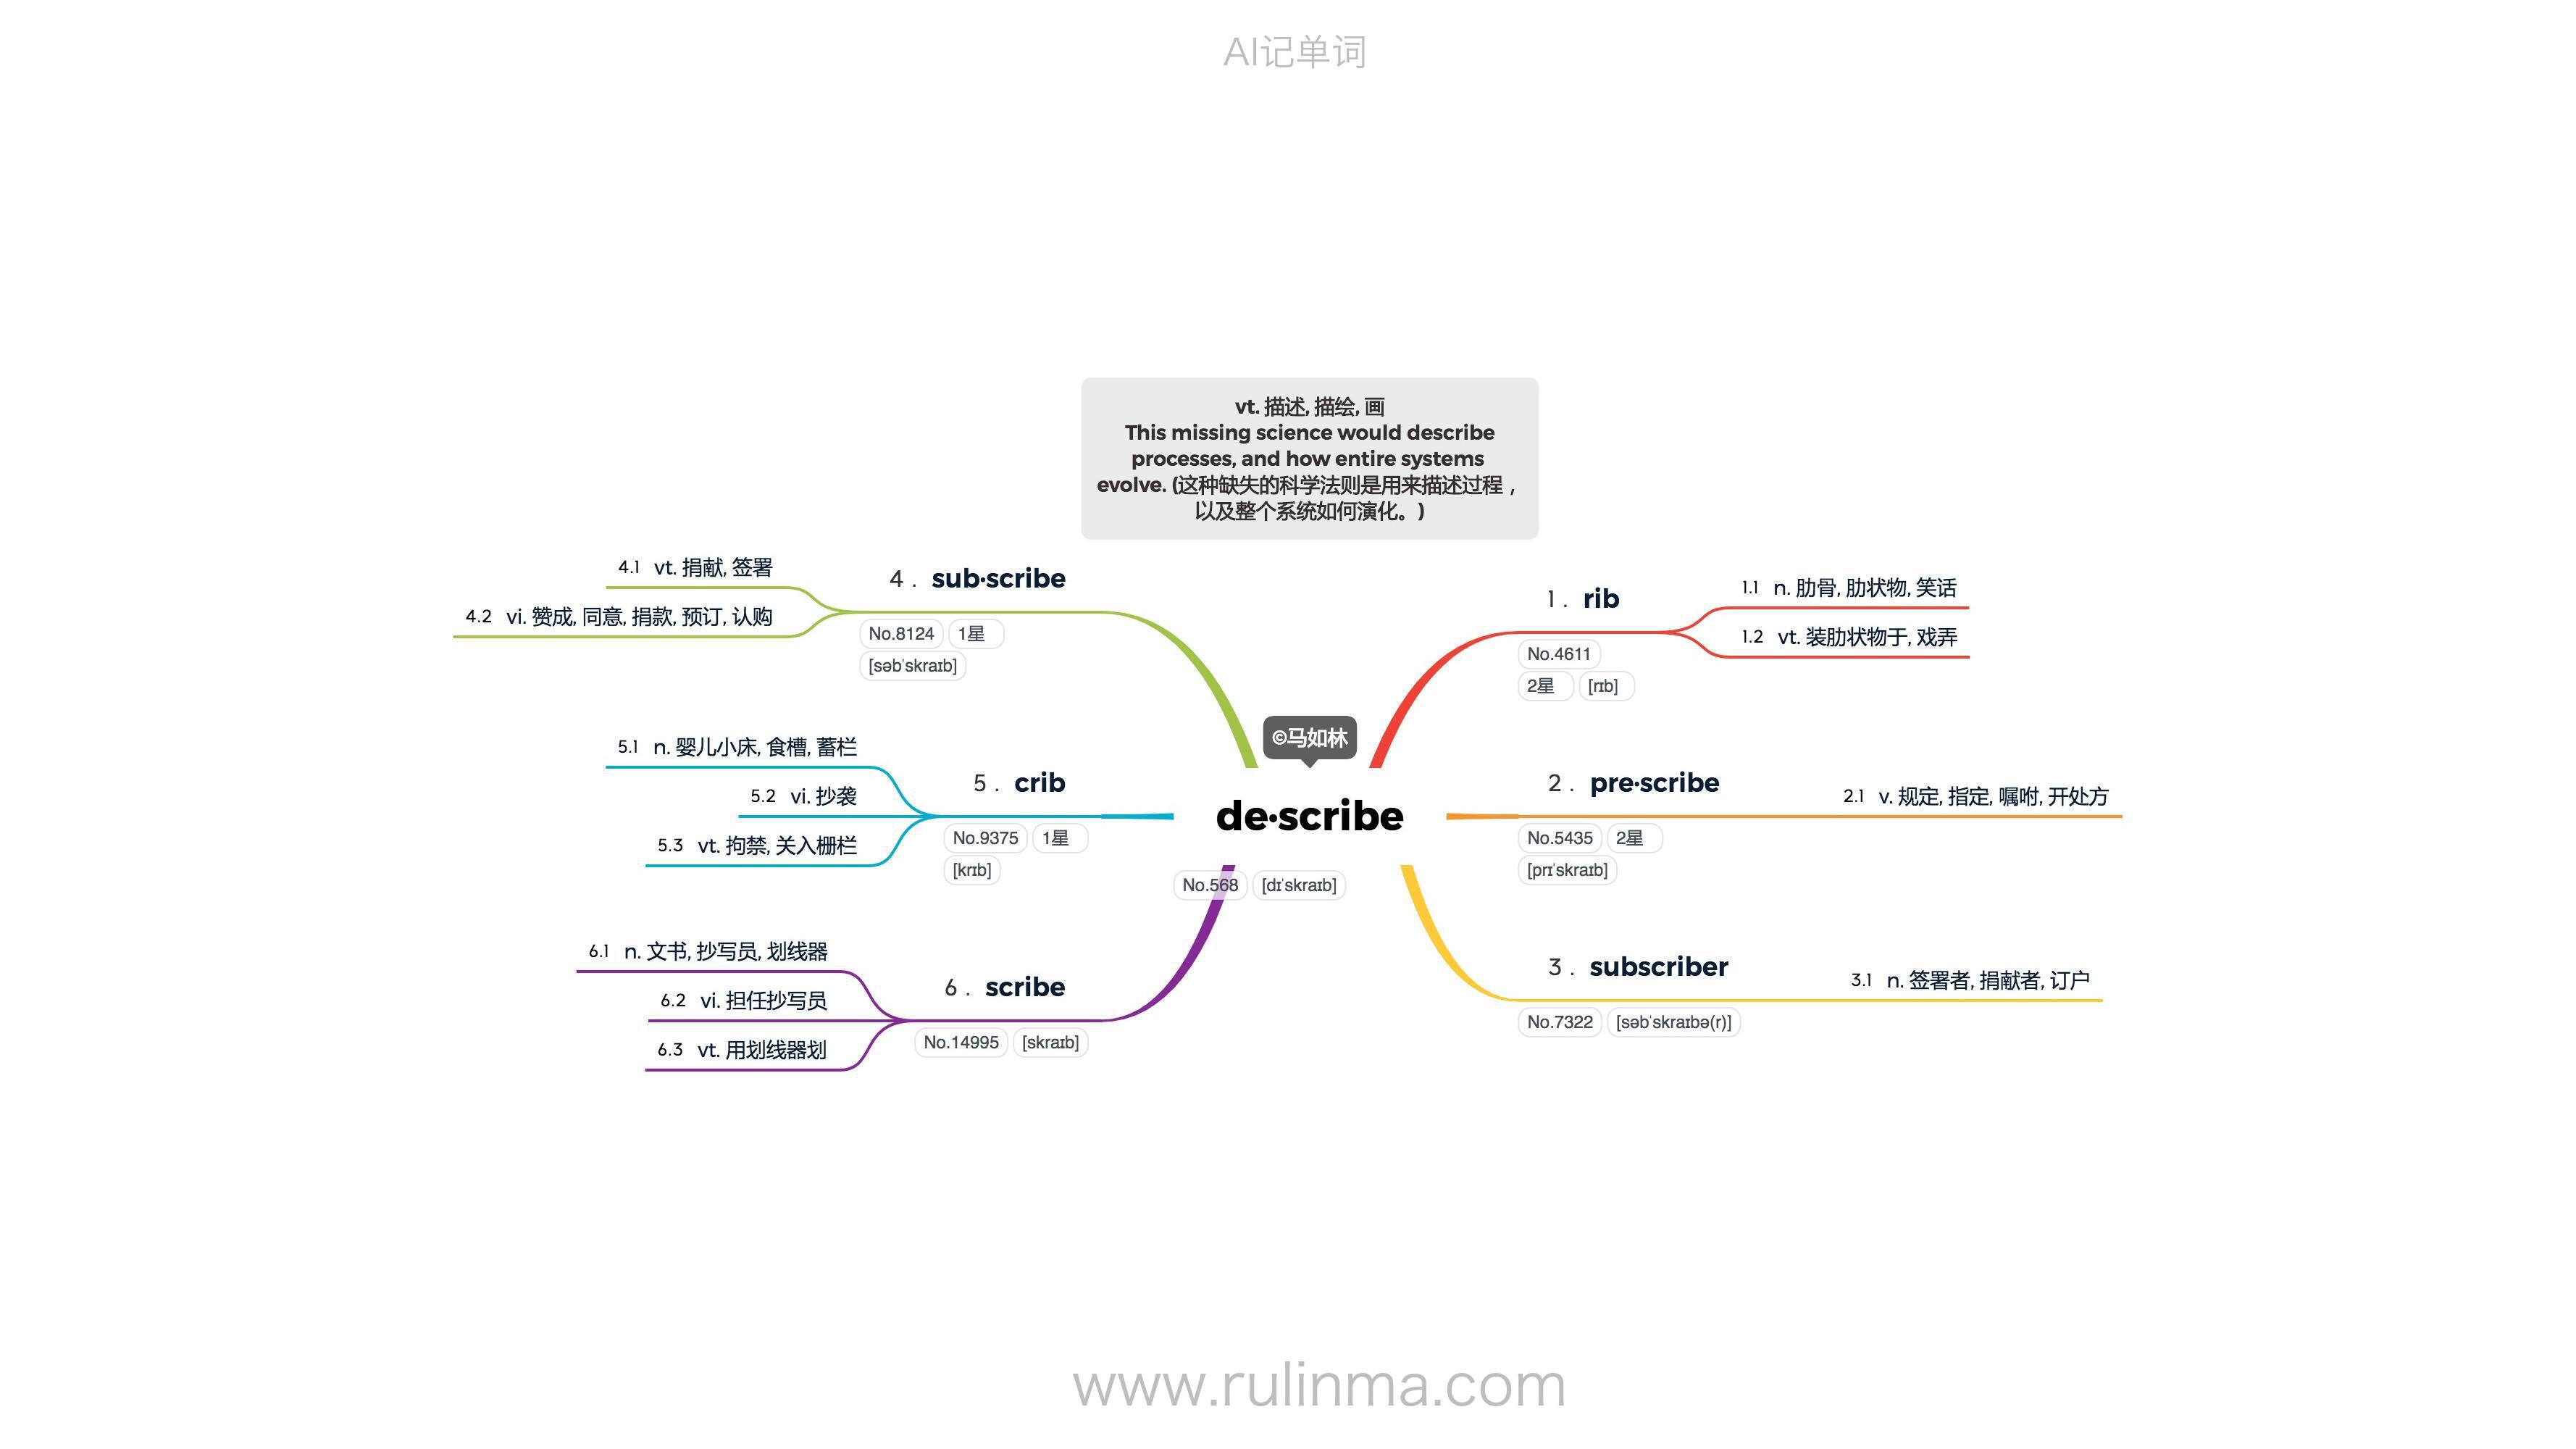 AI记单词
vt. 描述, 描绘, 画
This missing science would describe
processes, and how entire systems
evolve. (这种缺失的科学法则是用来描述过程，
以及整个系统如何演化。)
©马如林
de·scribe
No.568 [dɪˈskraɪb]
1. rib
No.4611
2星 [rɪb]
1.1 n. 肋骨, 肋状物, 笑话
1.2 vt. 装肋状物于, 戏弄
2. pre·scribe
No.5435 2星
[prɪˈskraɪb]
2.1 v. 规定, 指定, 嘱咐, 开处方
3. subscriber
No.7322 [səbˈskraɪbə(r)]
3.1 n. 签署者, 捐献者, 订户
4. sub·scribe
No.8124 1星
[səbˈskraɪb]
4.1 vt. 捐献, 签署
4.2 vi. 赞成, 同意, 捐款, 预订, 认购
5. crib
No.9375 1星
[krɪb]
5.1 n. 婴儿小床, 食槽, 蓄栏
5.2 vi. 抄袭
5.3 vt. 拘禁, 关入栅栏
6. scribe
No.14995 [skraɪb]
6.1 n. 文书, 抄写员, 划线器
6.2 vi. 担任抄写员
6.3 vt. 用划线器划
www.rulinma.com